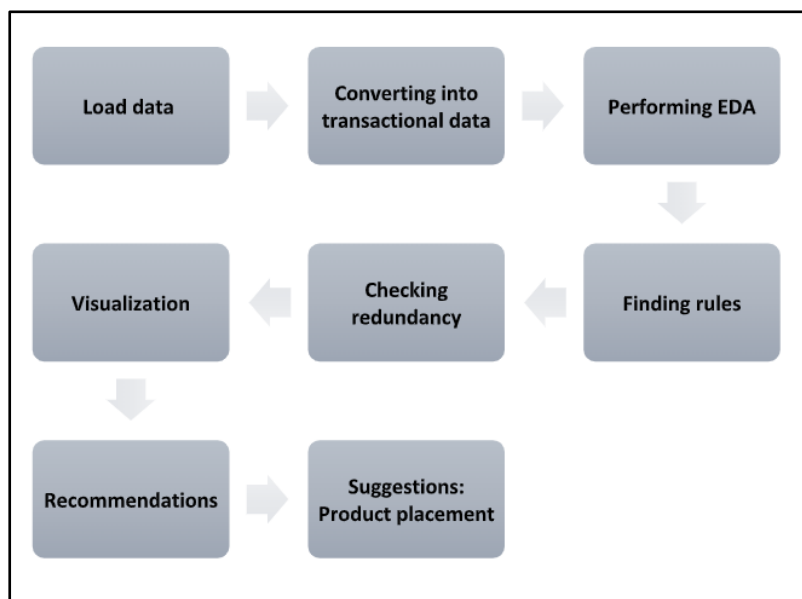 Load data
Converting into
transactional data
Performing EDA
Finding rules
Checking
redundancy
Visualization
Recommendations
Suggestions:
Product placement